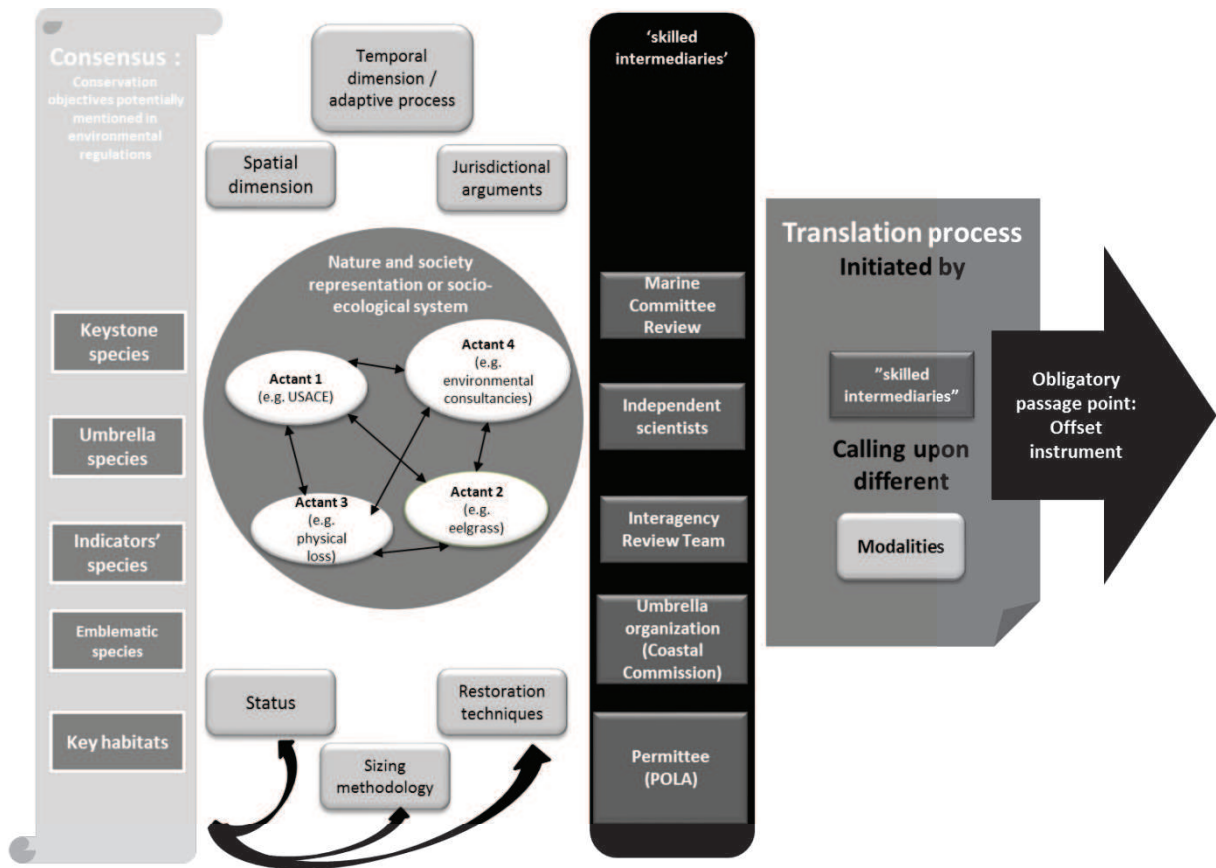 Consensus :
Conservation
objectives potentially
mentioned in
environmental
regulations
Keystone
species
Umbrella
species
Indicators'
species
Emblematic
species
Key habitats
Temporal
dimension /
adaptive process
Spatial
dimension
Jurisdictional
arguments
Nature and society
representation or socio-
ecological system
Actant 1
(e.g. USACE)
Actant 4
(e.g.
environmental
consultancies)
Actant 3
(e.g.
physical
loss)
Actant 2
(e.g.
eelgrass)
Status
Sizing
methodology
Restoration
techniques
‘skilled
intermediaries’
Marine
Committee
Review
Independent
scientists
Interagency
Review Team
Umbrella
organization
(Coastal
Commission)
Permittee
(POLA)
Translation process
Initiated by
”skilled
intermediaries”
Calling upon
different
Modalities
Obligatory
passage point:
Offset
instrument